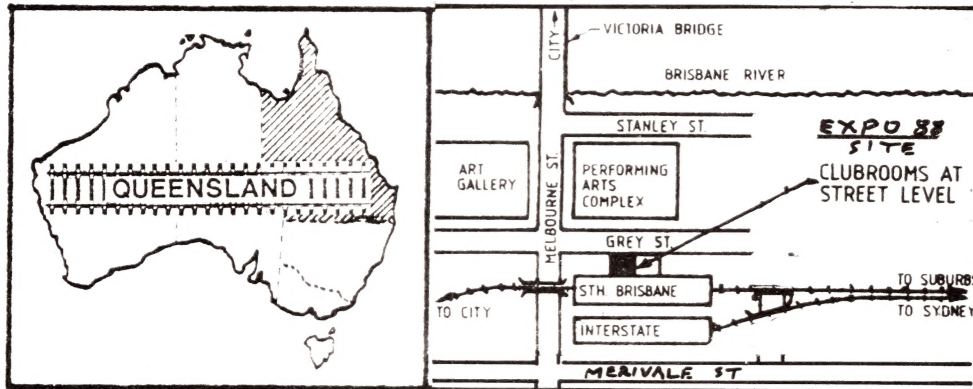 QUEENSLAND
CITY
VICTORIA BRIDGE
BRISBANE RIVER
STANLEY ST.
EXPO 88
SITE
ART
GALLERY
MELBOURNE ST.
PERFORMING
ARTS
COMPLEX
CLUBROOMS AT
STREET LEVEL
GREY ST.
TO CITY
STH BRISBANE
TO SUBURBS
TO SYDNEY
INTERSTATE
MERIVALE ST